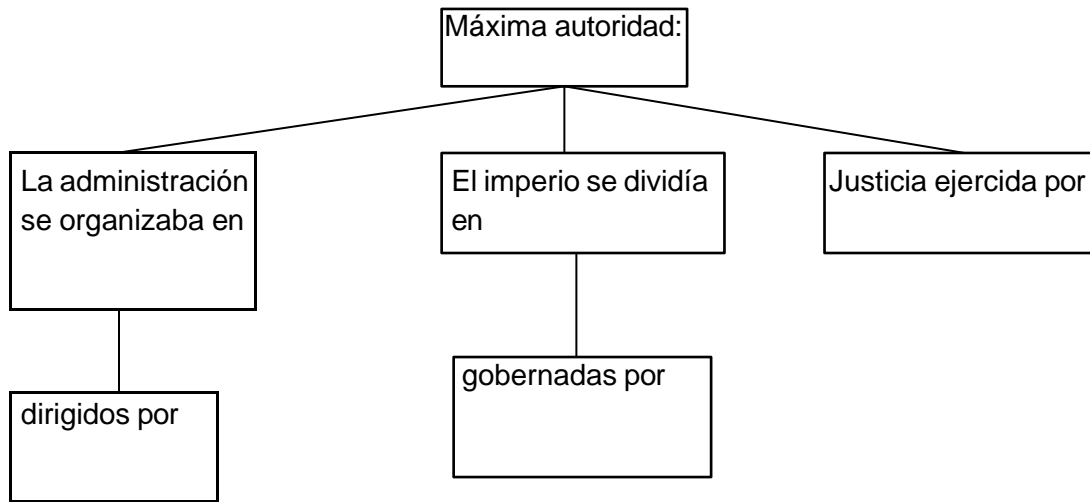 Máxima autoridad:
La administración
se organizaba en
El imperio se dividía
en
Justicia ejercida por
dirigidos por
gobernadas por